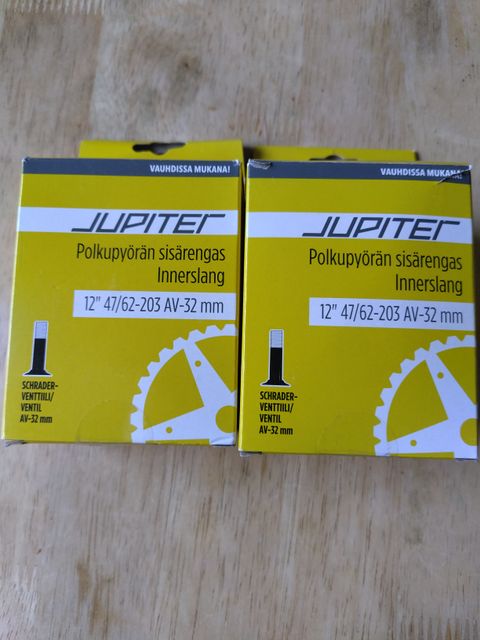 VAUHDISSA MUKANA!
JUPITER
Polkupyörän sisärengas
Innerslang
12" 47/62-203 AV-32 mm
SCHRADER-
VENTTIILI/
VENTIL
AV-32 mm
VAUHDISSA MUKANA!
JUPITER
Polkupyörän sisärengas
Innerslang
12" 47/62-203 AV-32 mm
SCHRADER-
VENTTIILI/
VENTIL
AV-32 mm